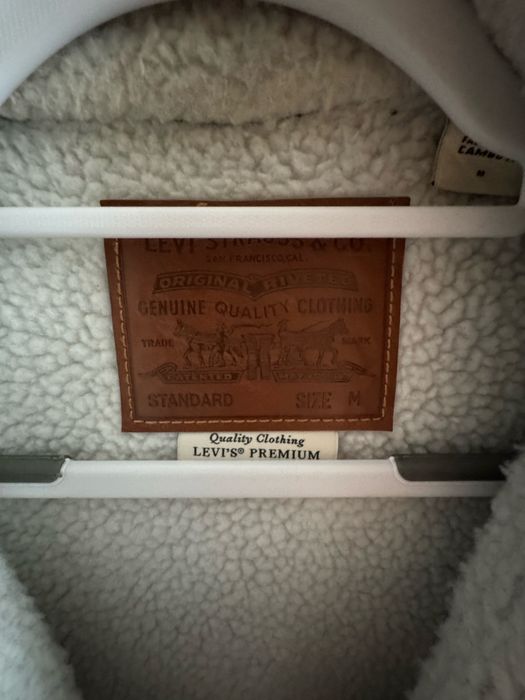 LEVI STRAUSS & CO.
SAN FRANCISCO, CAL.
ORIGINAL RIVETED
GENUINE QUALITY CLOTHING
TRADE MARK
PATENTED
STANDARD SIZE M
Quality Clothing
LEVI'S® PREMIUM
M